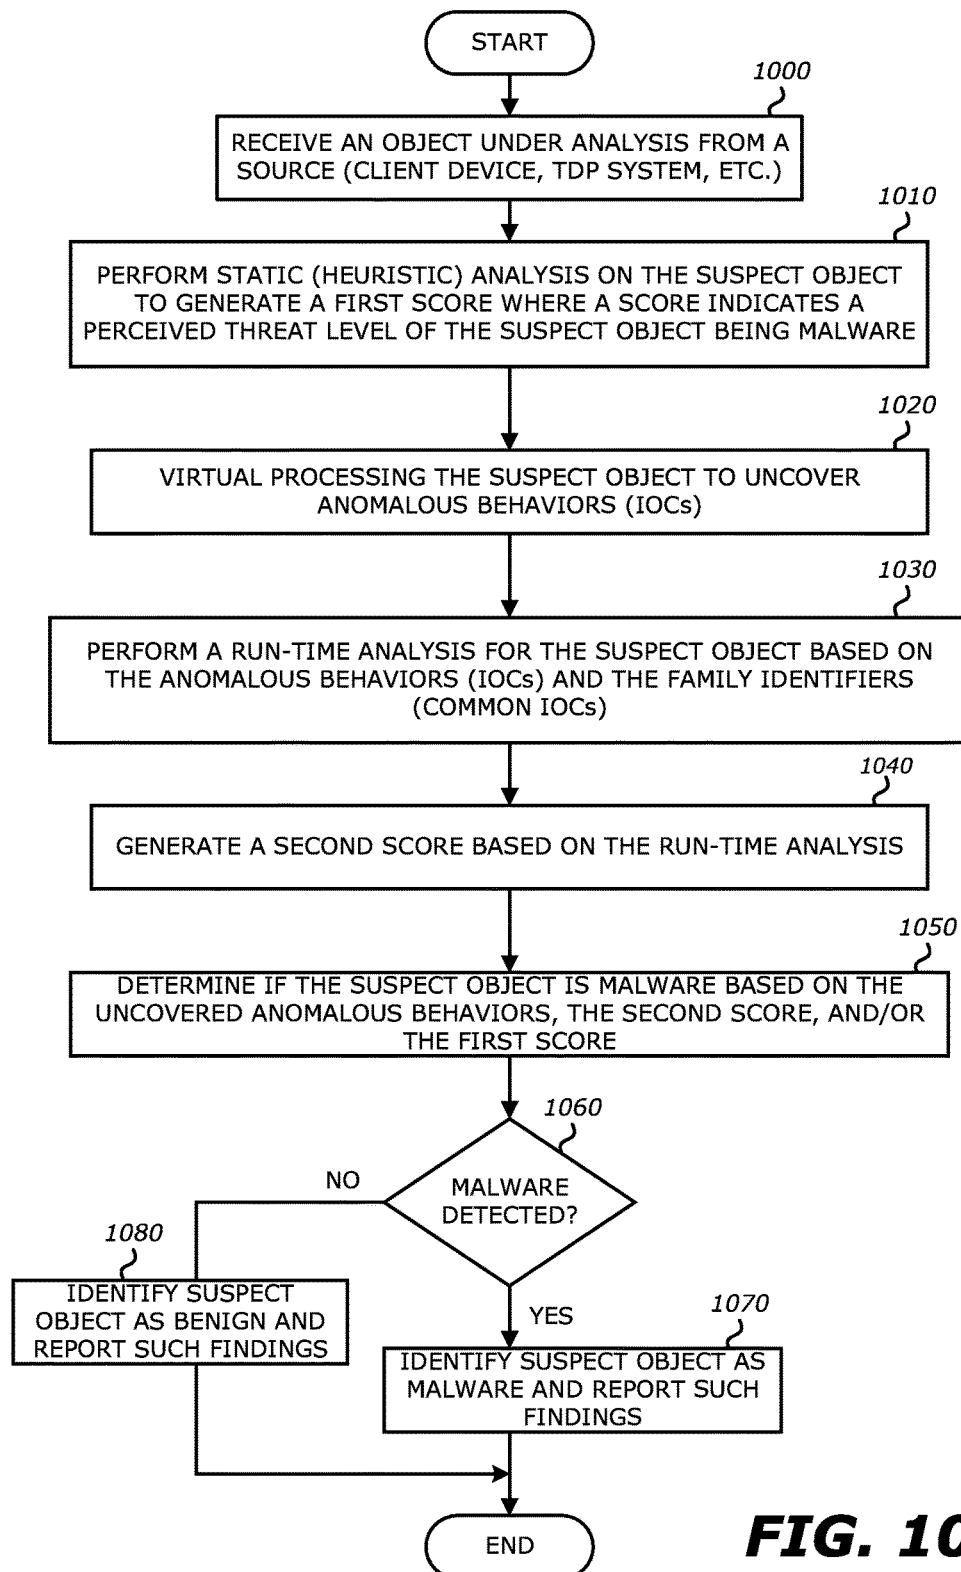 START
1000
RECEIVE AN OBJECT UNDER ANALYSIS FROM A
SOURCE (CLIENT DEVICE, TDP SYSTEM, ETC.)
1010
PERFORM STATIC (HEURISTIC) ANALYSIS ON THE SUSPECT OBJECT
TO GENERATE A FIRST SCORE WHERE A SCORE INDICATES A
PERCEIVED THREAT LEVEL OF THE SUSPECT OBJECT BEING MALWARE
1020
VIRTUAL PROCESSING THE SUSPECT OBJECT TO UNCOVER
ANOMALOUS BEHAVIORS (IOCs)
1030
PERFORM A RUN-TIME ANALYSIS FOR THE SUSPECT OBJECT BASED ON
THE ANOMALOUS BEHAVIORS (IOCs) AND THE FAMILY IDENTIFIERS
(COMMON IOCs)
1040
GENERATE A SECOND SCORE BASED ON THE RUN-TIME ANALYSIS
1050
DETERMINE IF THE SUSPECT OBJECT IS MALWARE BASED ON THE
UNCOVERED ANOMALOUS BEHAVIORS, THE SECOND SCORE, AND/OR
THE FIRST SCORE
1060
MALWARE
DETECTED?
NO
1080
IDENTIFY SUSPECT
OBJECT AS BENIGN AND
REPORT SUCH FINDINGS
YES
1070
IDENTIFY SUSPECT OBJECT AS
MALWARE AND REPORT SUCH
FINDINGS
END
FIG. 10